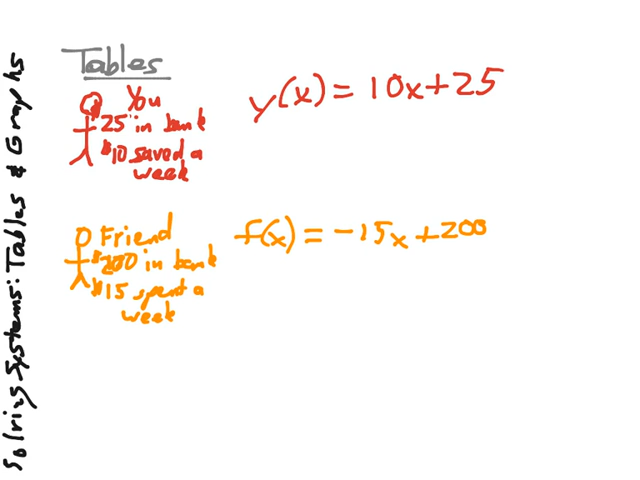 Solving Systems: Tables & Graphs
Tables
You
$25 in bank
$10 saved a
week
y(x) = 10x+25
Friend
$200 in bank
$15 spent a
week
f(x) = -15x+200